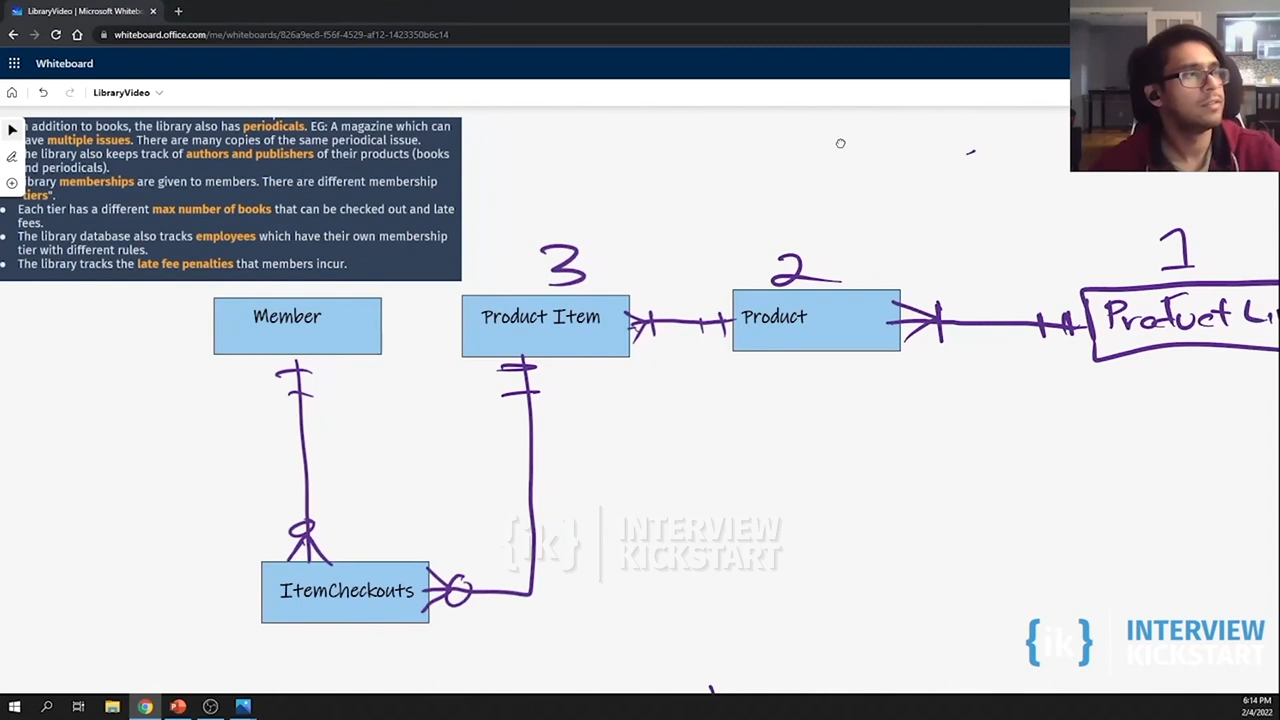 LibraryVideo | Microsoft Whitebo
whiteboard.office.com/me/whiteboards/826a9ec8-f56f-4529-af12-1423350b6c14
Whiteboard
LibraryVideo
n addition to books, the library also has periodicals. EG: A magazine which can
ave multiple issues. There are many copies of the same periodical issue.
he library also keeps track of authors and publishers of their products (books
nd periodicals).
ibrary memberships are given to members. There are different membership
tiers".
Each tier has a different max number of books that can be checked out and late
fees.
The library database also tracks employees which have their own membership
tier with different rules.
The library tracks the late fee penalties that members incur.
3
2
1
Member
Product Item
Product
Product Li
ItemCheckouts
{ik} INTERVIEW
KICKSTART
{ik} INTERVIEW
KICKSTART
6:14 PM
2/4/2022